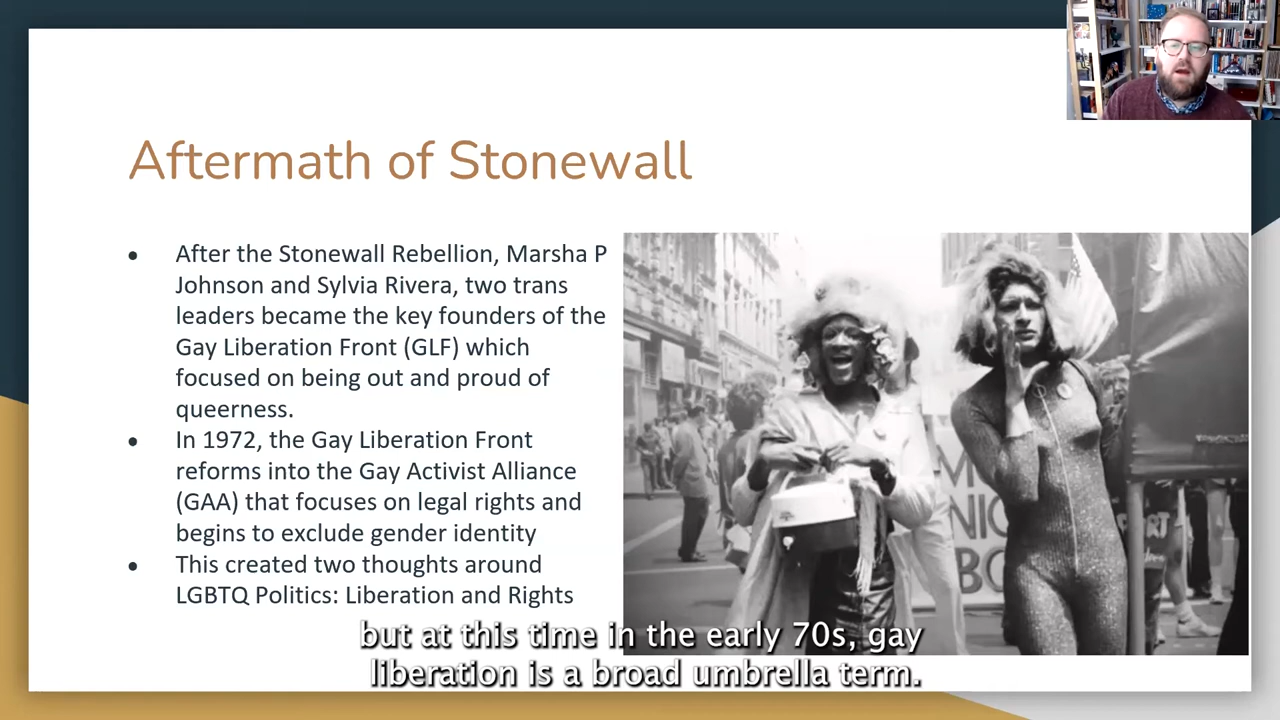 Aftermath of Stonewall
• After the Stonewall Rebellion, Marsha P
Johnson and Sylvia Rivera, two trans
leaders became the key founders of the
Gay Liberation Front (GLF) which
focused on being out and proud of
queerness.
• In 1972, the Gay Liberation Front
reforms into the Gay Activist Alliance
(GAA) that focuses on legal rights and
begins to exclude gender identity
• This created two thoughts around
LGBTQ Politics: Liberation and Rights
but at this time in the early 70s, gay
liberation is a broad umbrella term.